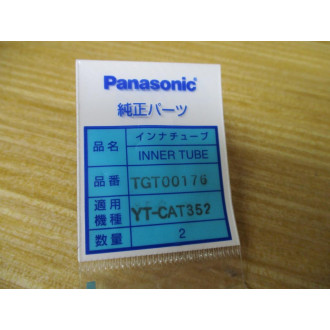 Panasonic
純正パーツ
品名 インナチューブ
INNER TUBE
品番 TGT00176
適用機種 YT-CAT352
数量 2